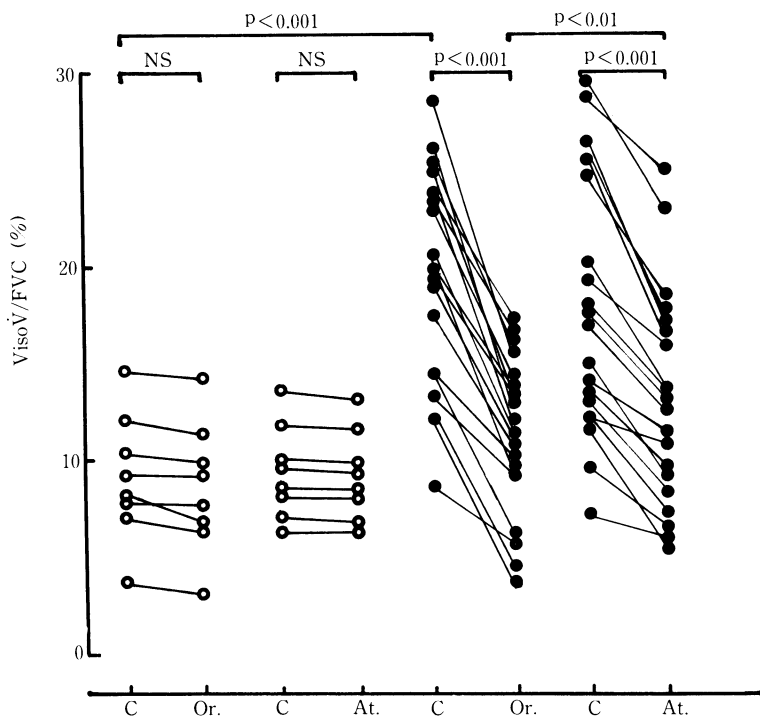 p<0.001
p<0.01
NS
NS
p<0.001
p<0.001
30
20
10
0
VisoV̇/FVC (%)
C Or. C At. C Or. C At.